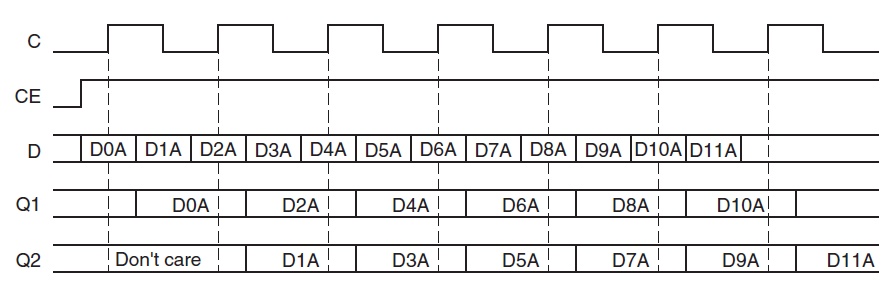 C
CE
D D0A D1A D2A D3A D4A D5A D6A D7A D8A D9A D10A D11A
Q1 D0A D2A D4A D6A D8A D10A
Q2 Don't care D1A D3A D5A D7A D9A D11A